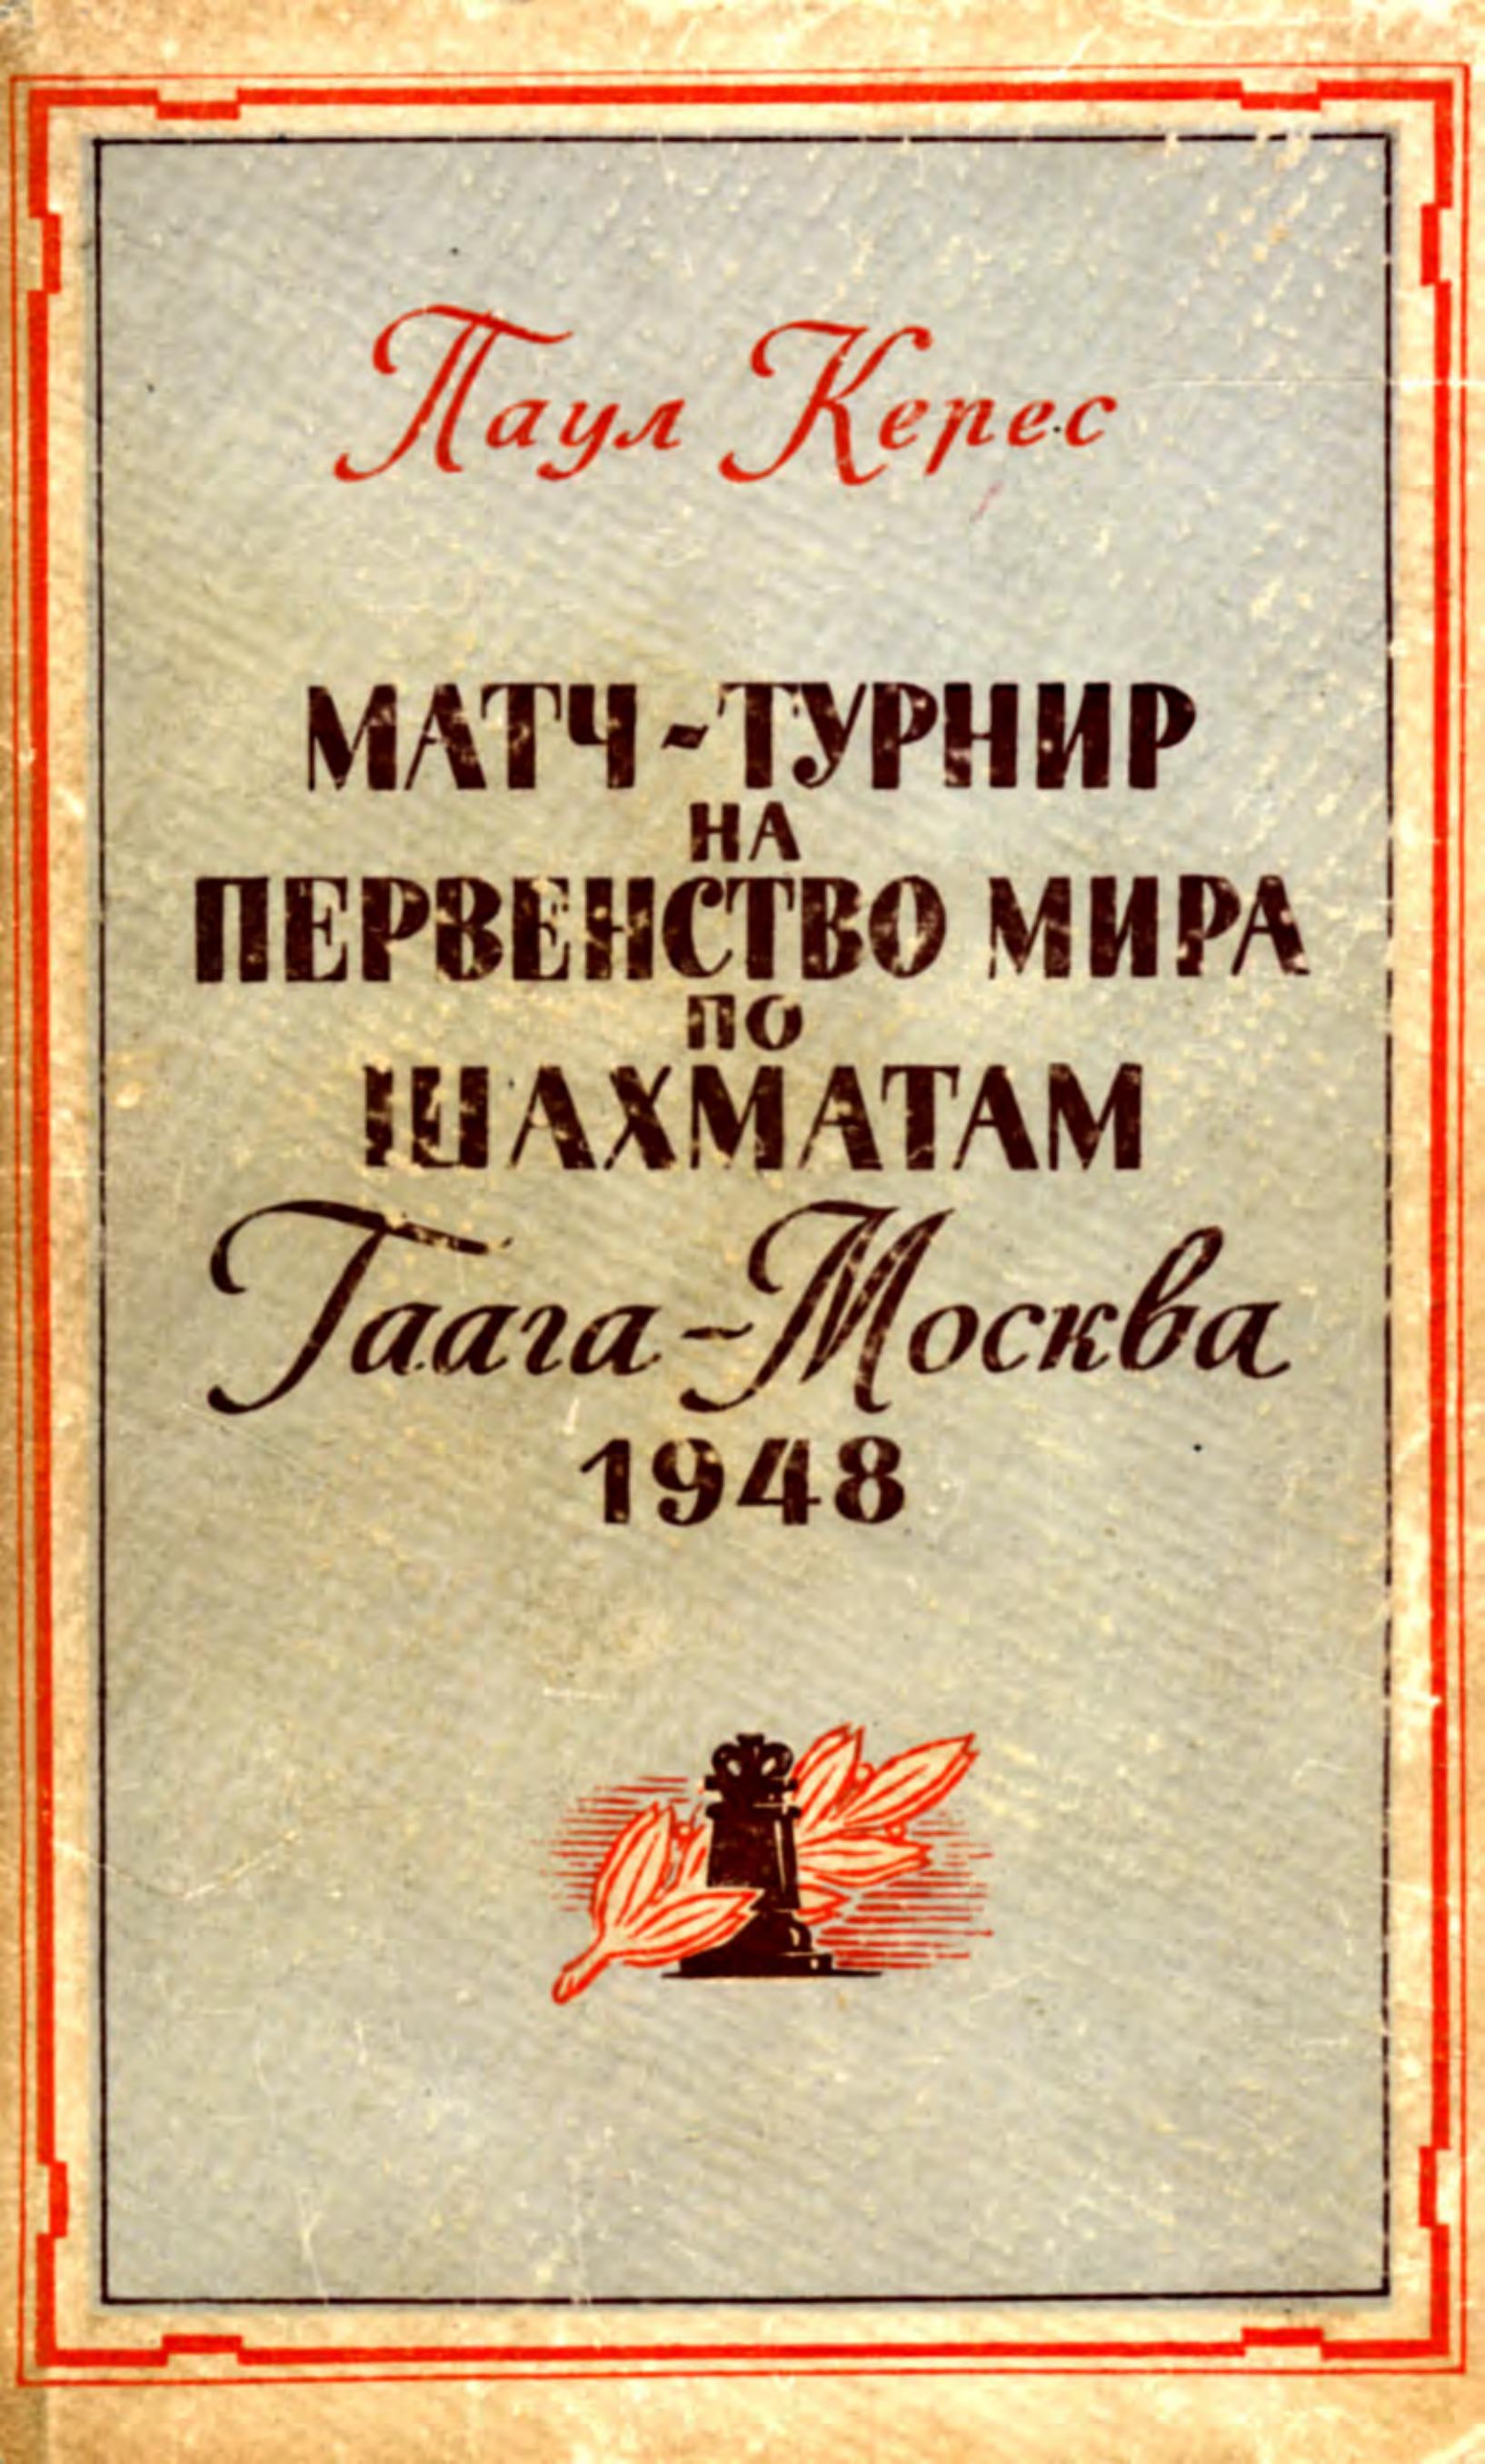 Паул Керес
МАТЧ-ТУРНИР
НА
ПЕРВЕНСТВО МИРА
ПО
ШАХМАТАМ
Гаага-Москва
1948